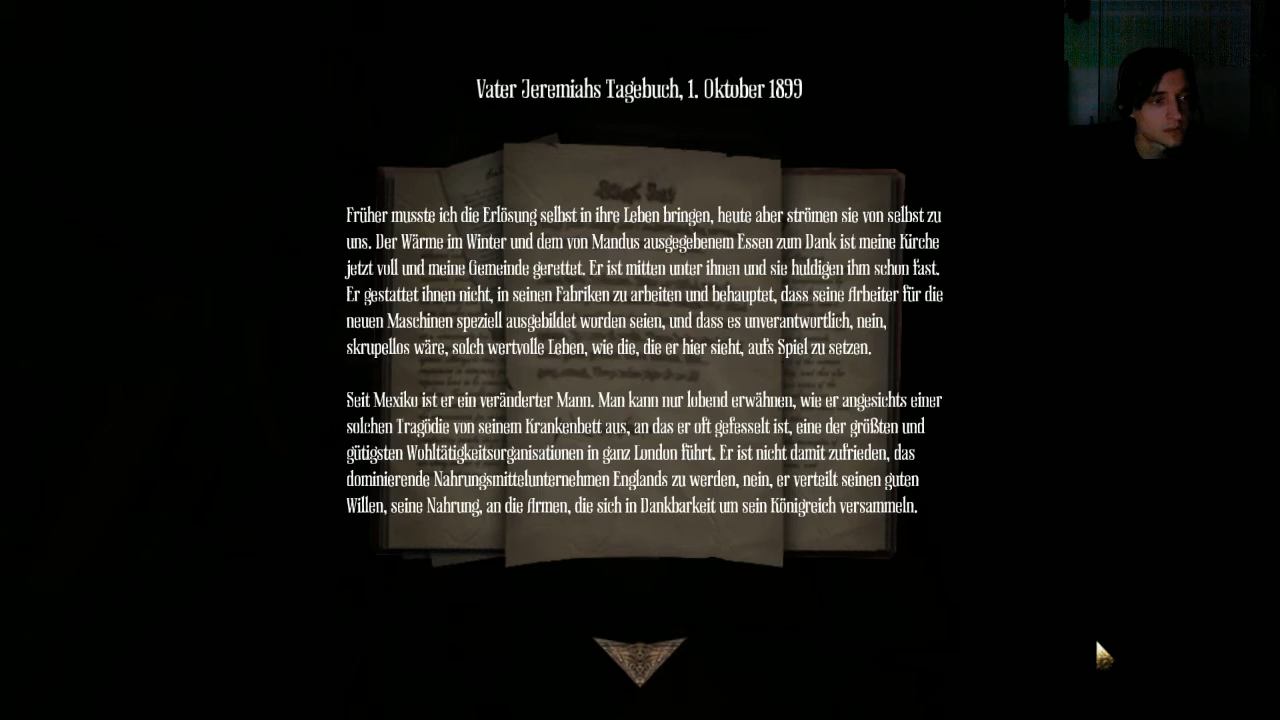 Vater Jeremiahs Tagebuch, 1. Oktober 1899
Früher musste ich die Erlösung selbst in ihre Leben bringen, heute aber strömen sie von selbst zu
uns. Der Wärme im Winter und dem von Mandus ausgegebenem Essen zum Dank ist meine Kirche
jetzt voll und meine Gemeinde gerettet. Er ist mitten unter ihnen und sie huldigen ihm schon fast.
Er gestattet ihnen nicht, in seinen Fabriken zu arbeiten und behauptet, dass seine Arbeiter für die
neuen Maschinen speziell ausgebildet worden seien, und dass es unverantwortlich, nein,
skrupellos wäre, solch wertvolle Leben, wie die, die er hier sieht, aufs Spiel zu setzen.
Seit Mexiko ist er ein veränderter Mann. Man kann nur lobend erwähnen, wie er angesichts einer
solchen Tragödie von seinem Krankenbett aus, an das er oft gefesselt ist, eine der größten und
gütigsten Wohltätigkeitsorganisationen in ganz London führt. Er ist nicht damit zufrieden, das
dominierende Nahrungsmittelunternehmen Englands zu werden, nein, er verteilt seinen guten
Willen, seine Nahrung, an die Armen, die sich in Dankbarkeit um sein Königreich versammeln.